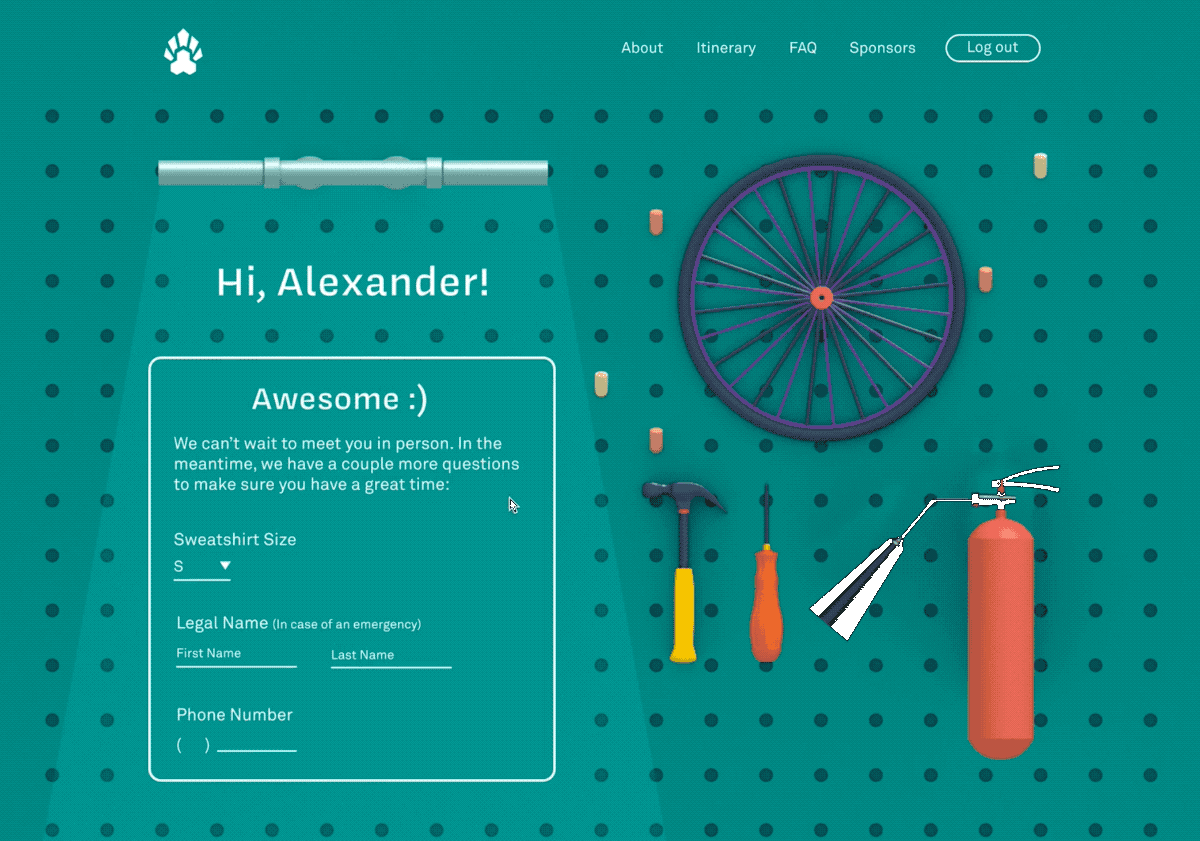 About Itinerary FAQ Sponsors Log out
Hi, Alexander!
Awesome :)
We can’t wait to meet you in person. In the
meantime, we have a couple more questions
to make sure you have a great time:
Sweatshirt Size
S
Legal Name (In case of an emergency)
First Name Last Name
Phone Number
( )